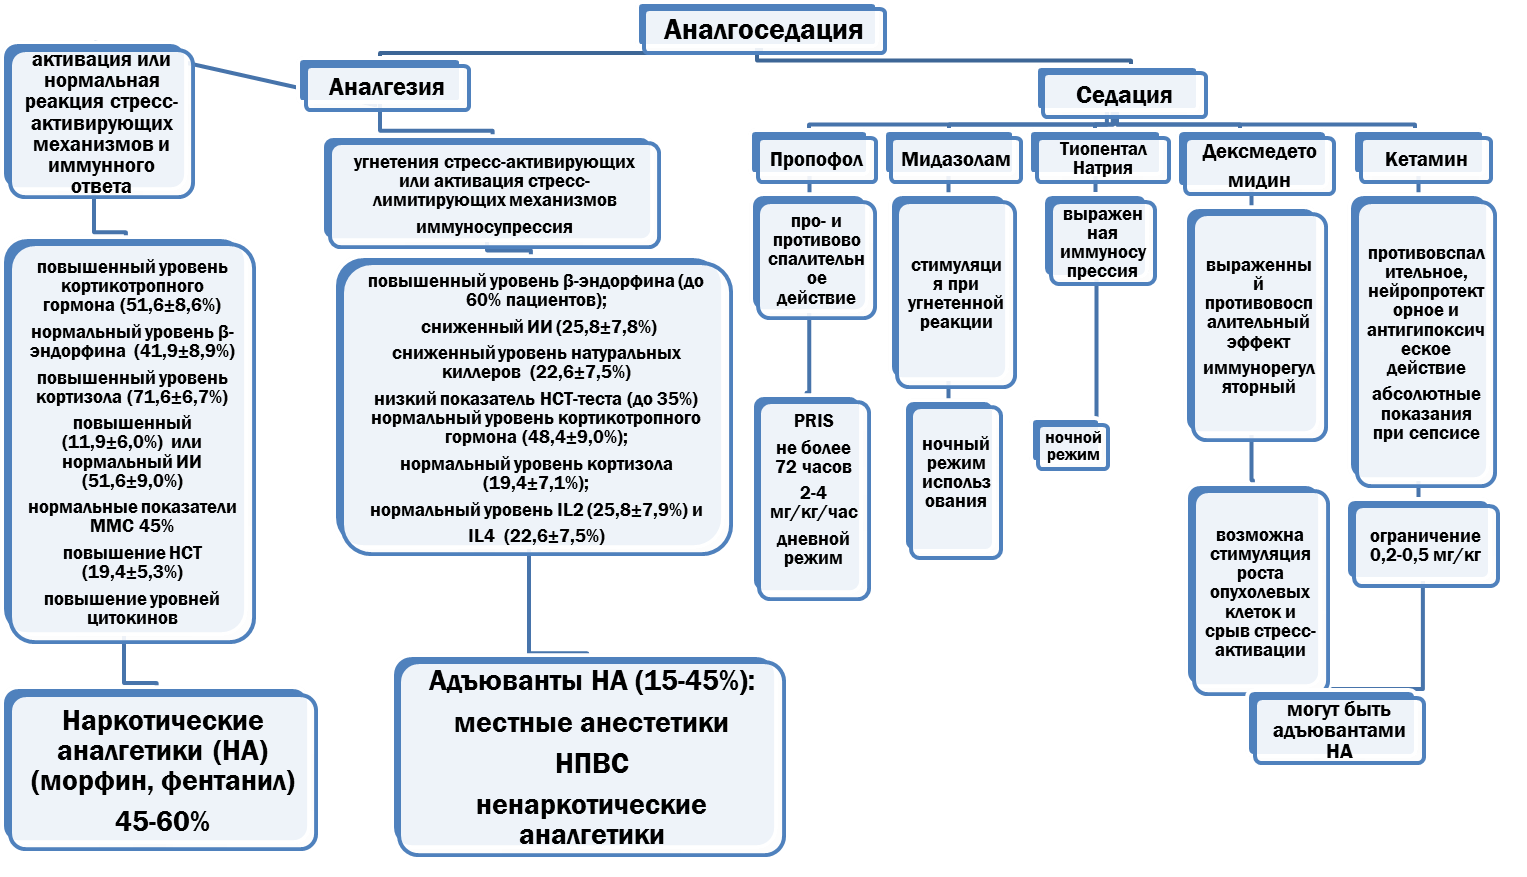 Аналгоседация
активация или
нормальная
реакция стресс-
активирующих
механизмов и
иммунного
ответа
повышенный уровень
кортикотропного
гормона (51,6±8,6%)
нормальный уровень β-
эндорфина (41,9±8,9%)
повышенный уровень
кортизола (71,6±6,7%)
повышенный
(11,9±6,0%) или
нормальный ИИ
(51,6±9,0%)
нормальные показатели
ММС 45%
повышение НСТ
(19,4±5,3%)
повышение уровней
цитокинов
Наркотические
аналгетики (НА)
(морфин, фентанил)
45-60%
Аналгезия
угнетения стресс-активирующих
или активация стресс-
лимитирующих механизмов
иммуносупрессия
повышенный уровень β-эндорфина (до
60% пациентов);
сниженный ИИ (25,8±7,8%)
сниженный уровень натуральных
киллеров (22,6±7,5%)
низкий показатель НСТ-теста (до 35%)
нормальный уровень кортикотропного
гормона (48,4±9,0%);
нормальный уровень кортизола
(19,4±7,1%);
нормальный уровень IL2 (25,8±7,9%) и
IL4 (22,6±7,5%)
Адъюванты НА (15-45%):
местные анестетики
НПВС
ненаркотические
аналгетики
Седация
Пропофол
про- и
противово
спалительн
ое
действие
PRIS
не более
72 часов
2-4
мг/кг/час
дневной
режим
Мидазолам
стимуляци
я при
угнетенной
реакции
ночный
режим
использ
ования
Тиопентал
Натрия
выражен
ная
иммуносу
прессия
ночной
режим
Дексмедето
мидин
выраженны
й
противовосп
алительный
эффект
иммунорегул
яторный
возможна
стимуляция
роста
опухолевых
клеток и
срыв стресс-
активации
Кетамин
противовспал
ительное,
нейропротект
орное и
антигипоксич
еское
действие
абсолютные
показания
при сепсисе
ограничение
0,2-0,5 мг/кг
могут быть
адъювантами
НА